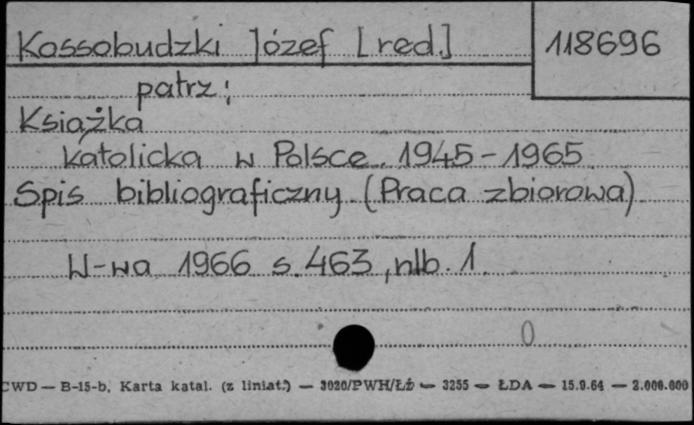 Kossobudzki Józef [red.]
118696
patrz:
Książka
katolicka w Polsce. 1945-1965
Spis bibliograficzny. (Praca zbiorowa)
W-wa 1966 s. 463, nlb. 1.
0
CWD — B-15-b. Karta katal. (z liniat.) — 3020/PWH/Łź — 3255 — ŁDA — 15.9.64 — 2.000.000